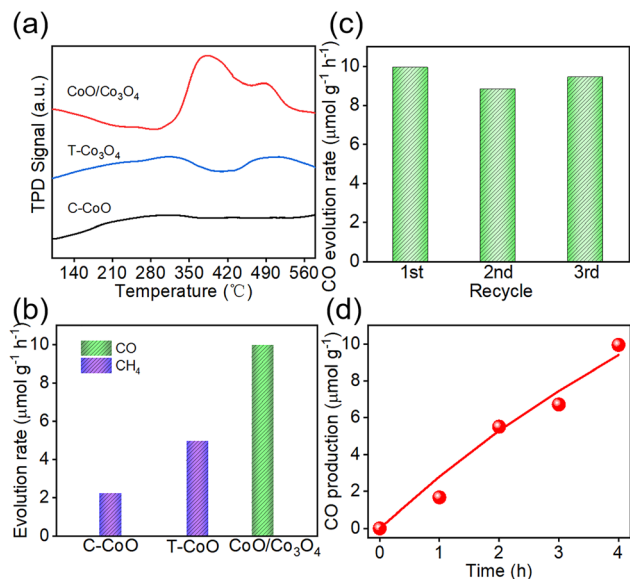 (a)
TPD Signal (a.u.)
CoO/Co₃O₄
T-Co₃O₄
C-CoO
140 210 280 350 420 490 560
Temperature (℃)
(b)
Evolution rate (μmol g⁻¹ h⁻¹)
10
8
6
4
2
0
CO
CH₄
C-CoO T-CoO CoO/Co₃O₄
(c)
CO evolution rate (μmol g⁻¹ h⁻¹)
12
10
8
6
4
2
0
1st 2nd 3rd
Recycle
(d)
CO production (μmol g⁻¹)
10
8
6
4
2
0
0 1 2 3 4
Time (h)